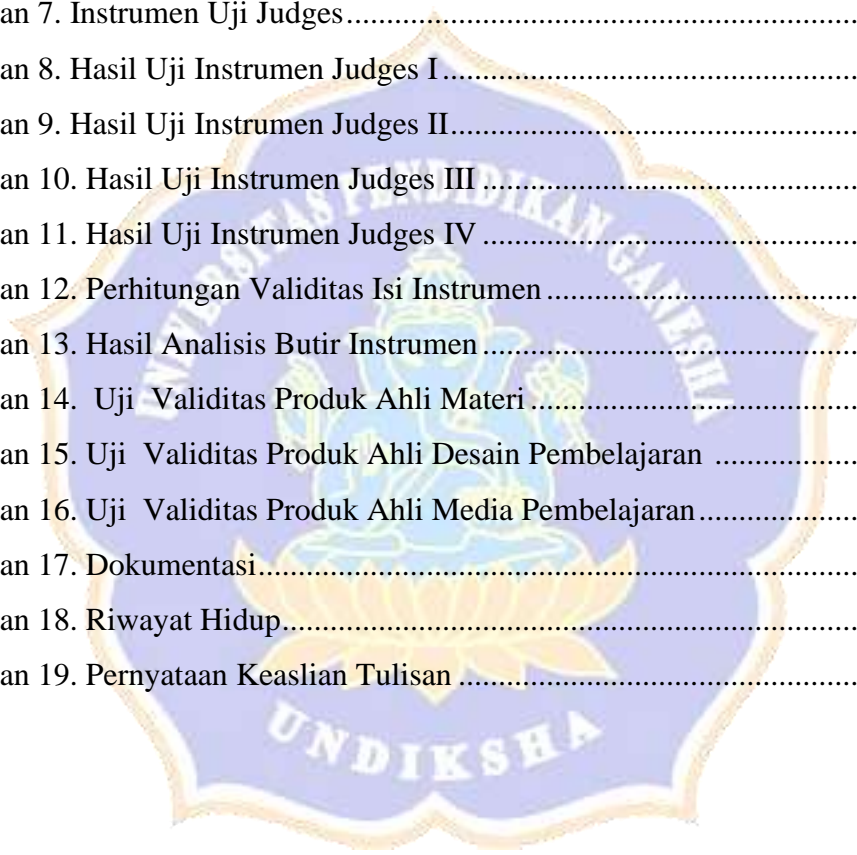 an 7. Instrumen Uji Judges..........................................................
an 8. Hasil Uji Instrumen Judges I..............................................
an 9. Hasil Uji Instrumen Judges II.............................................
an 10. Hasil Uji Instrumen Judges III .........................................
an 11. Hasil Uji Instrumen Judges IV .........................................
an 12. Perhitungan Validitas Isi Instrumen .................................
an 13. Hasil Analisis Butir Instrumen .........................................
an 14.  Uji  Validitas Produk Ahli Materi ...................................
an 15. Uji  Validitas Produk Ahli Desain Pembelajaran  ................
an 16. Uji  Validitas Produk Ahli Media Pembelajaran..................
an 17. Dokumentasi.....................................................................
an 18. Riwayat Hidup..................................................................
an 19. Pernyataan Keaslian Tulisan ............................................
UNIVERSITAS PENDIDIKAN GANESHA
UNDIKSHA